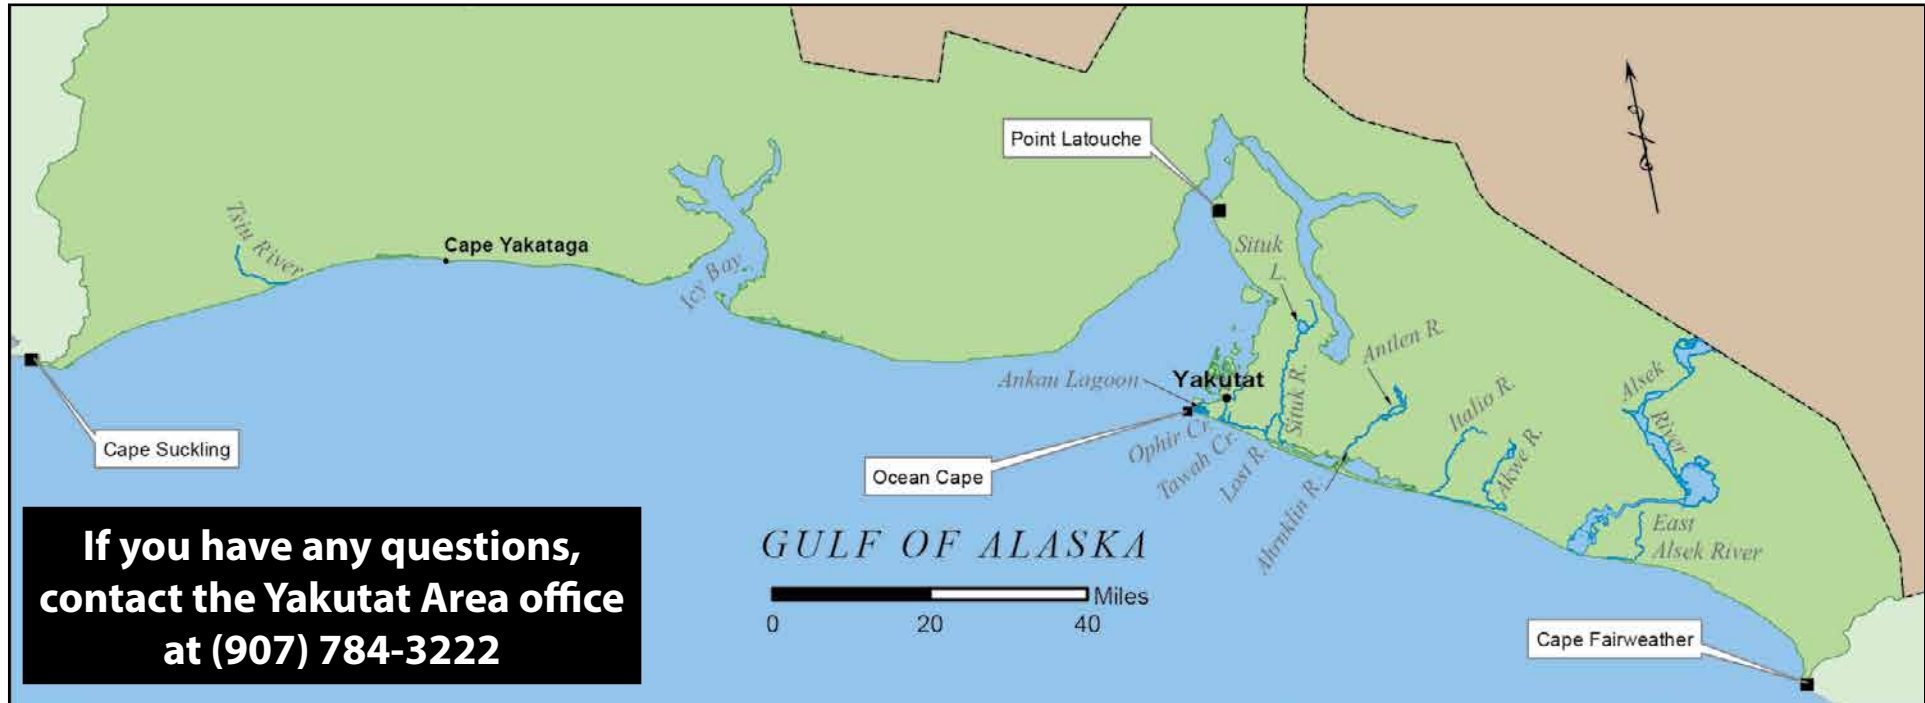 Point Latouche
Tsiu River
Cape Yakataga
Icy Bay
Situk
L.
Antlen R.
Ankau Lagoon
Yakutat
Situk R.
Italio R.
Alsek
River
Cape Suckling
Ocean Cape
Ophir Cr.
Tawah Cr.
Lost R.
Ahrnklin R.
Akwe R.
East
Alsek River
GULF OF ALASKA
Miles
0 20 40
Cape Fairweather
If you have any questions,
contact the Yakutat Area office
at (907) 784-3222